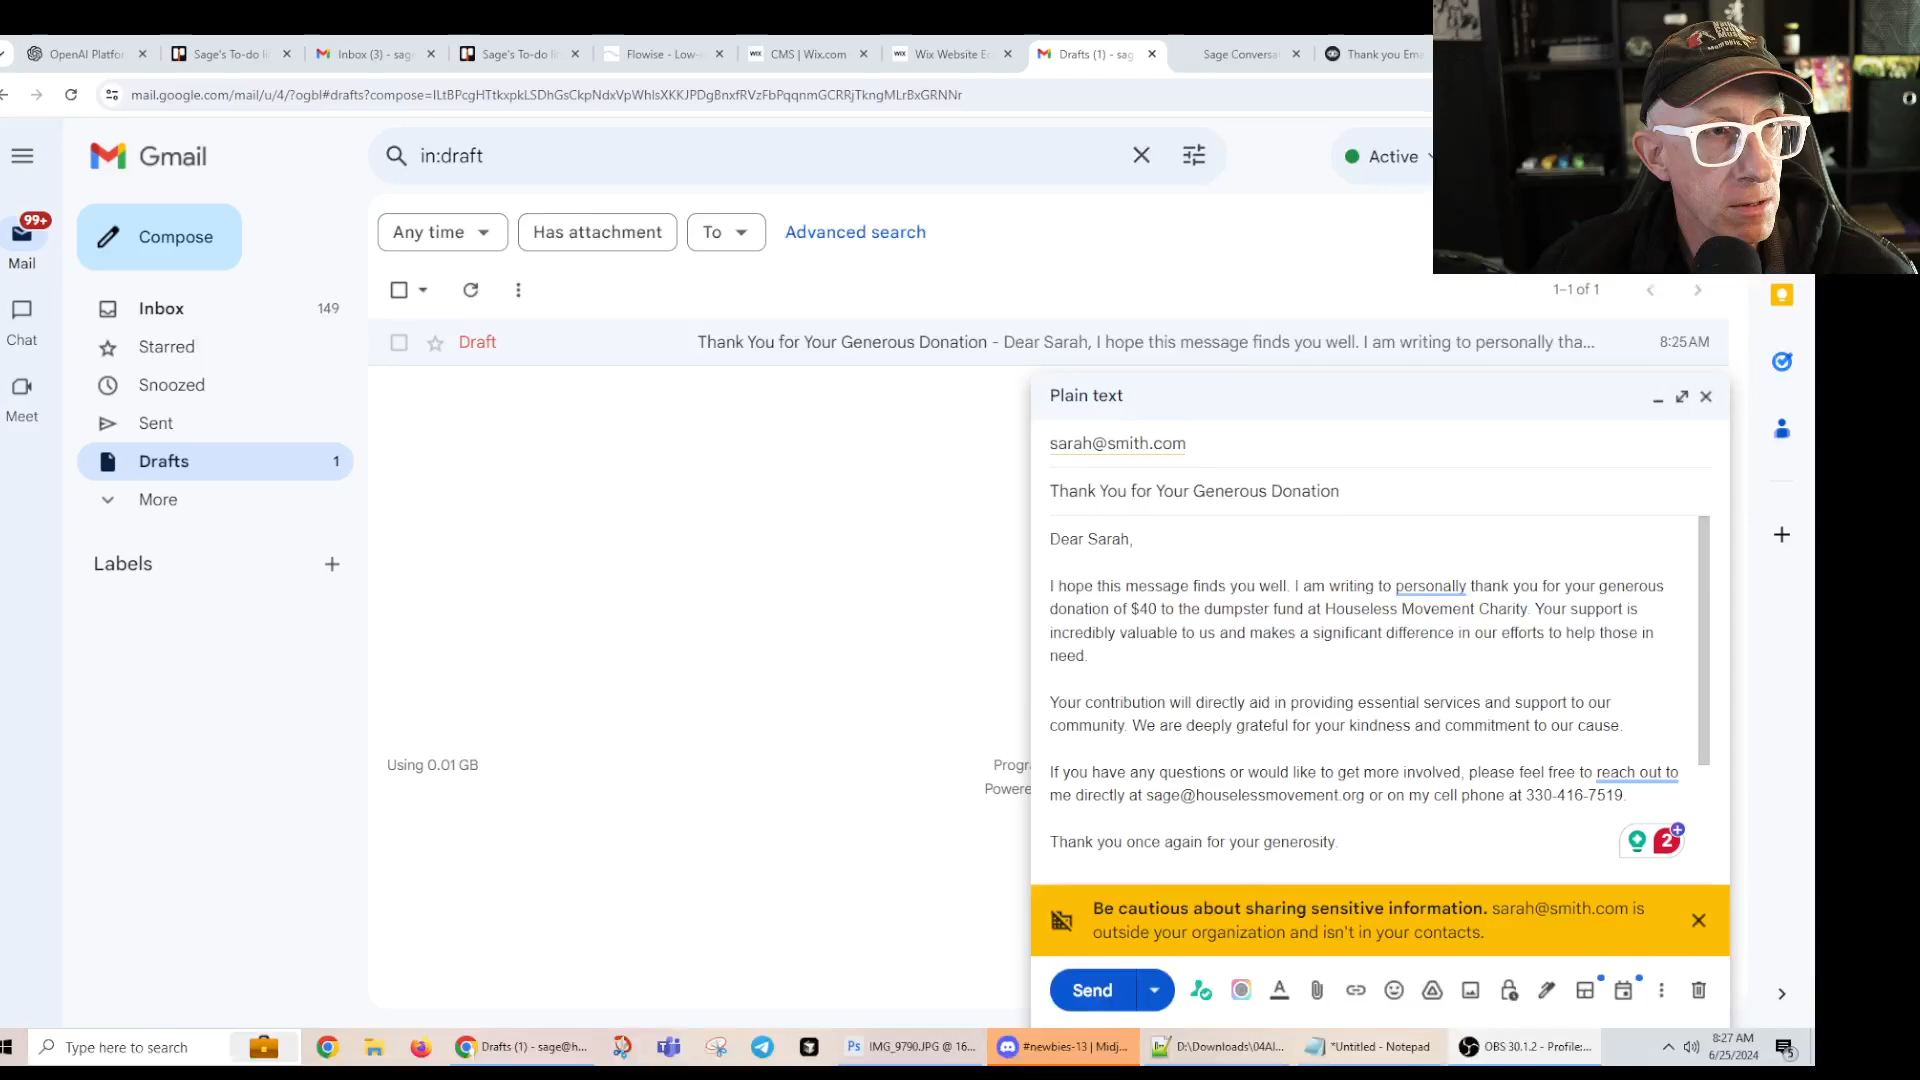 OpenAI Platfo
Sage's To-do li
Inbox (3) - sag
Sage's To-do li
Flowise - Low-
WIX CMS | Wix.com
WIX Wix Website E
Drafts (1) - sag
Sage Conversa
Thank you Ema
mail.google.com/mail/u/4/?ogbl#drafts?compose=ILtBPcgHTtkxpkLSDhGsCkpNdxVpWhlsXKKJPDgBnxfRVzFbPqqnmGCRRjTkngMLrBxGRNNr
Gmail
in:draft
Active
99+
Mail
Chat
Meet
Compose
Inbox 149
Starred
Snoozed
Sent
Drafts 1
More
Labels
Any time
Has attachment
To
Advanced search
1–1 of 1
Draft
Thank You for Your Generous Donation - Dear Sarah, I hope this message finds you well. I am writing to personally tha...
8:25 AM
Using 0.01 GB
Progra
Powere
Plain text
sarah@smith.com
Thank You for Your Generous Donation
Dear Sarah,
I hope this message finds you well. I am writing to personally thank you for your generous
donation of $40 to the dumpster fund at Houseless Movement Charity. Your support is
incredibly valuable to us and makes a significant difference in our efforts to help those in
need.
Your contribution will directly aid in providing essential services and support to our
community. We are deeply grateful for your kindness and commitment to our cause.
If you have any questions or would like to get more involved, please feel free to reach out to
me directly at sage@houselessmovement.org or on my cell phone at 330-416-7519.
Thank you once again for your generosity.
2
Be cautious about sharing sensitive information. sarah@smith.com is
outside your organization and isn't in your contacts.
Send
Type here to search
Drafts (1) - sage@h...
Ps IMG_9790.JPG @ 16...
#newbies-13 | Midj...
D:\Downloads\04Al...
*Untitled - Notepad
OBS 30.1.2 - Profile:...
8:27 AM
6/25/2024
5